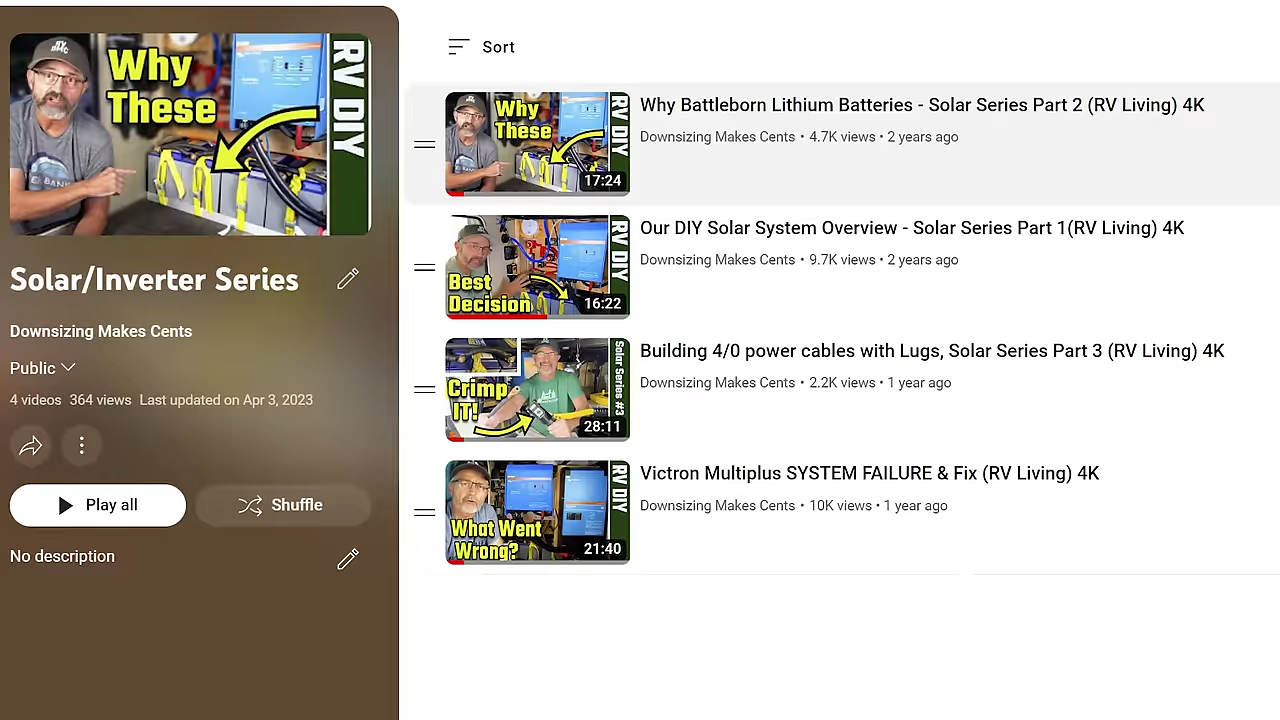 Why
These
RV DIY
Solar/Inverter Series
Downsizing Makes Cents
Public
4 videos 364 views Last updated on Apr 3, 2023
Play all
Shuffle
No description
Sort
Why
These
RV DIY
17:24
Why Battleborn Lithium Batteries - Solar Series Part 2 (RV Living) 4K
Downsizing Makes Cents • 4.7K views • 2 years ago
Best
Decision
RV DIY
16:22
Our DIY Solar System Overview - Solar Series Part 1(RV Living) 4K
Downsizing Makes Cents • 9.7K views • 2 years ago
Crimp
IT!
Solar Series #3
28:11
Building 4/0 power cables with Lugs, Solar Series Part 3 (RV Living) 4K
Downsizing Makes Cents • 2.2K views • 1 year ago
What Went
Wrong?
RV DIY
21:40
Victron Multiplus SYSTEM FAILURE & Fix (RV Living) 4K
Downsizing Makes Cents • 10K views • 1 year ago